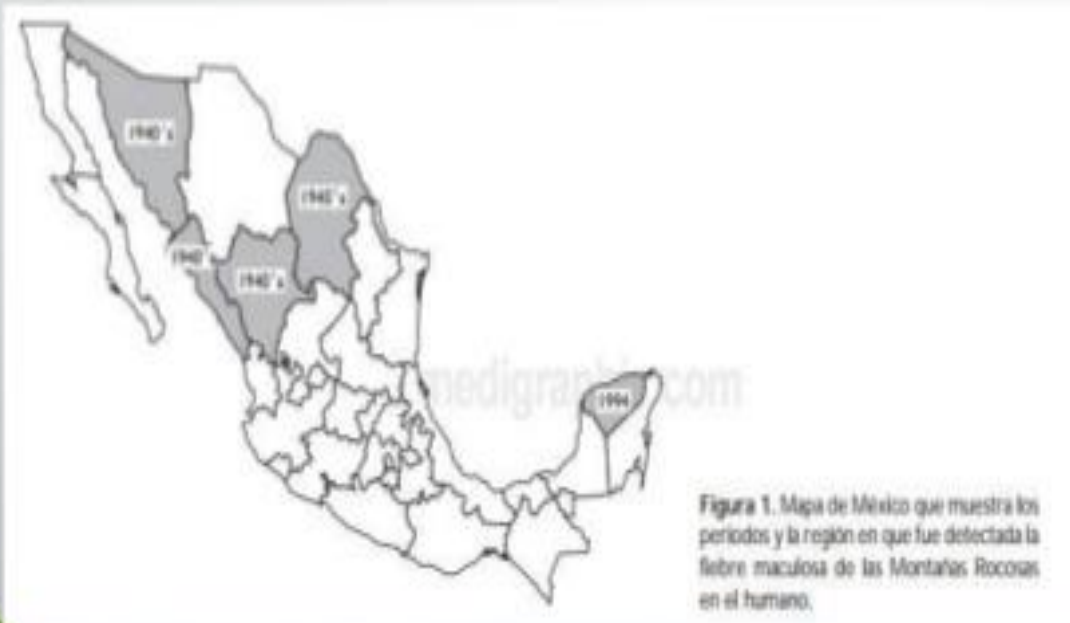 1940's
1940's
1940's
1940's
1994
medigraphic.com
Figura 1. Mapa de México que muestra los
periodos y la región en que fue detectada la
fiebre maculosa de las Montañas Rocosas
en el humano.